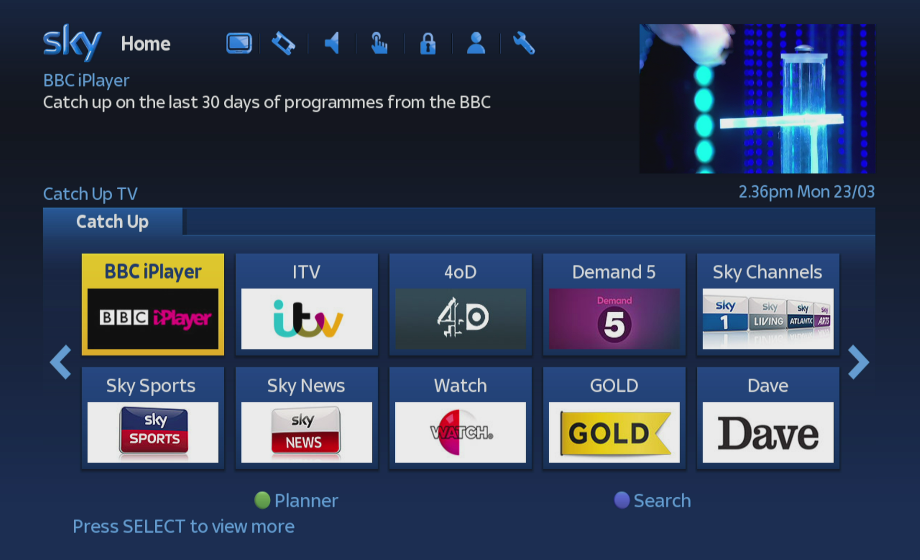 sky Home
BBC iPlayer
Catch up on the last 30 days of programmes from the BBC
Catch Up TV
2.36pm Mon 23/03
Catch Up
BBC iPlayer
ITV
4oD
Demand 5
Sky Channels
BBC iPlayer
itv
4oD
Demand
5
sky
1
sky
LIVING
sky
ATLANTIC
sky
ARTS
Sky Sports
Sky News
Watch
GOLD
Dave
sky
SPORTS
sky
NEWS
WATCH.
GOLD
Dave
Planner
Search
Press SELECT to view more